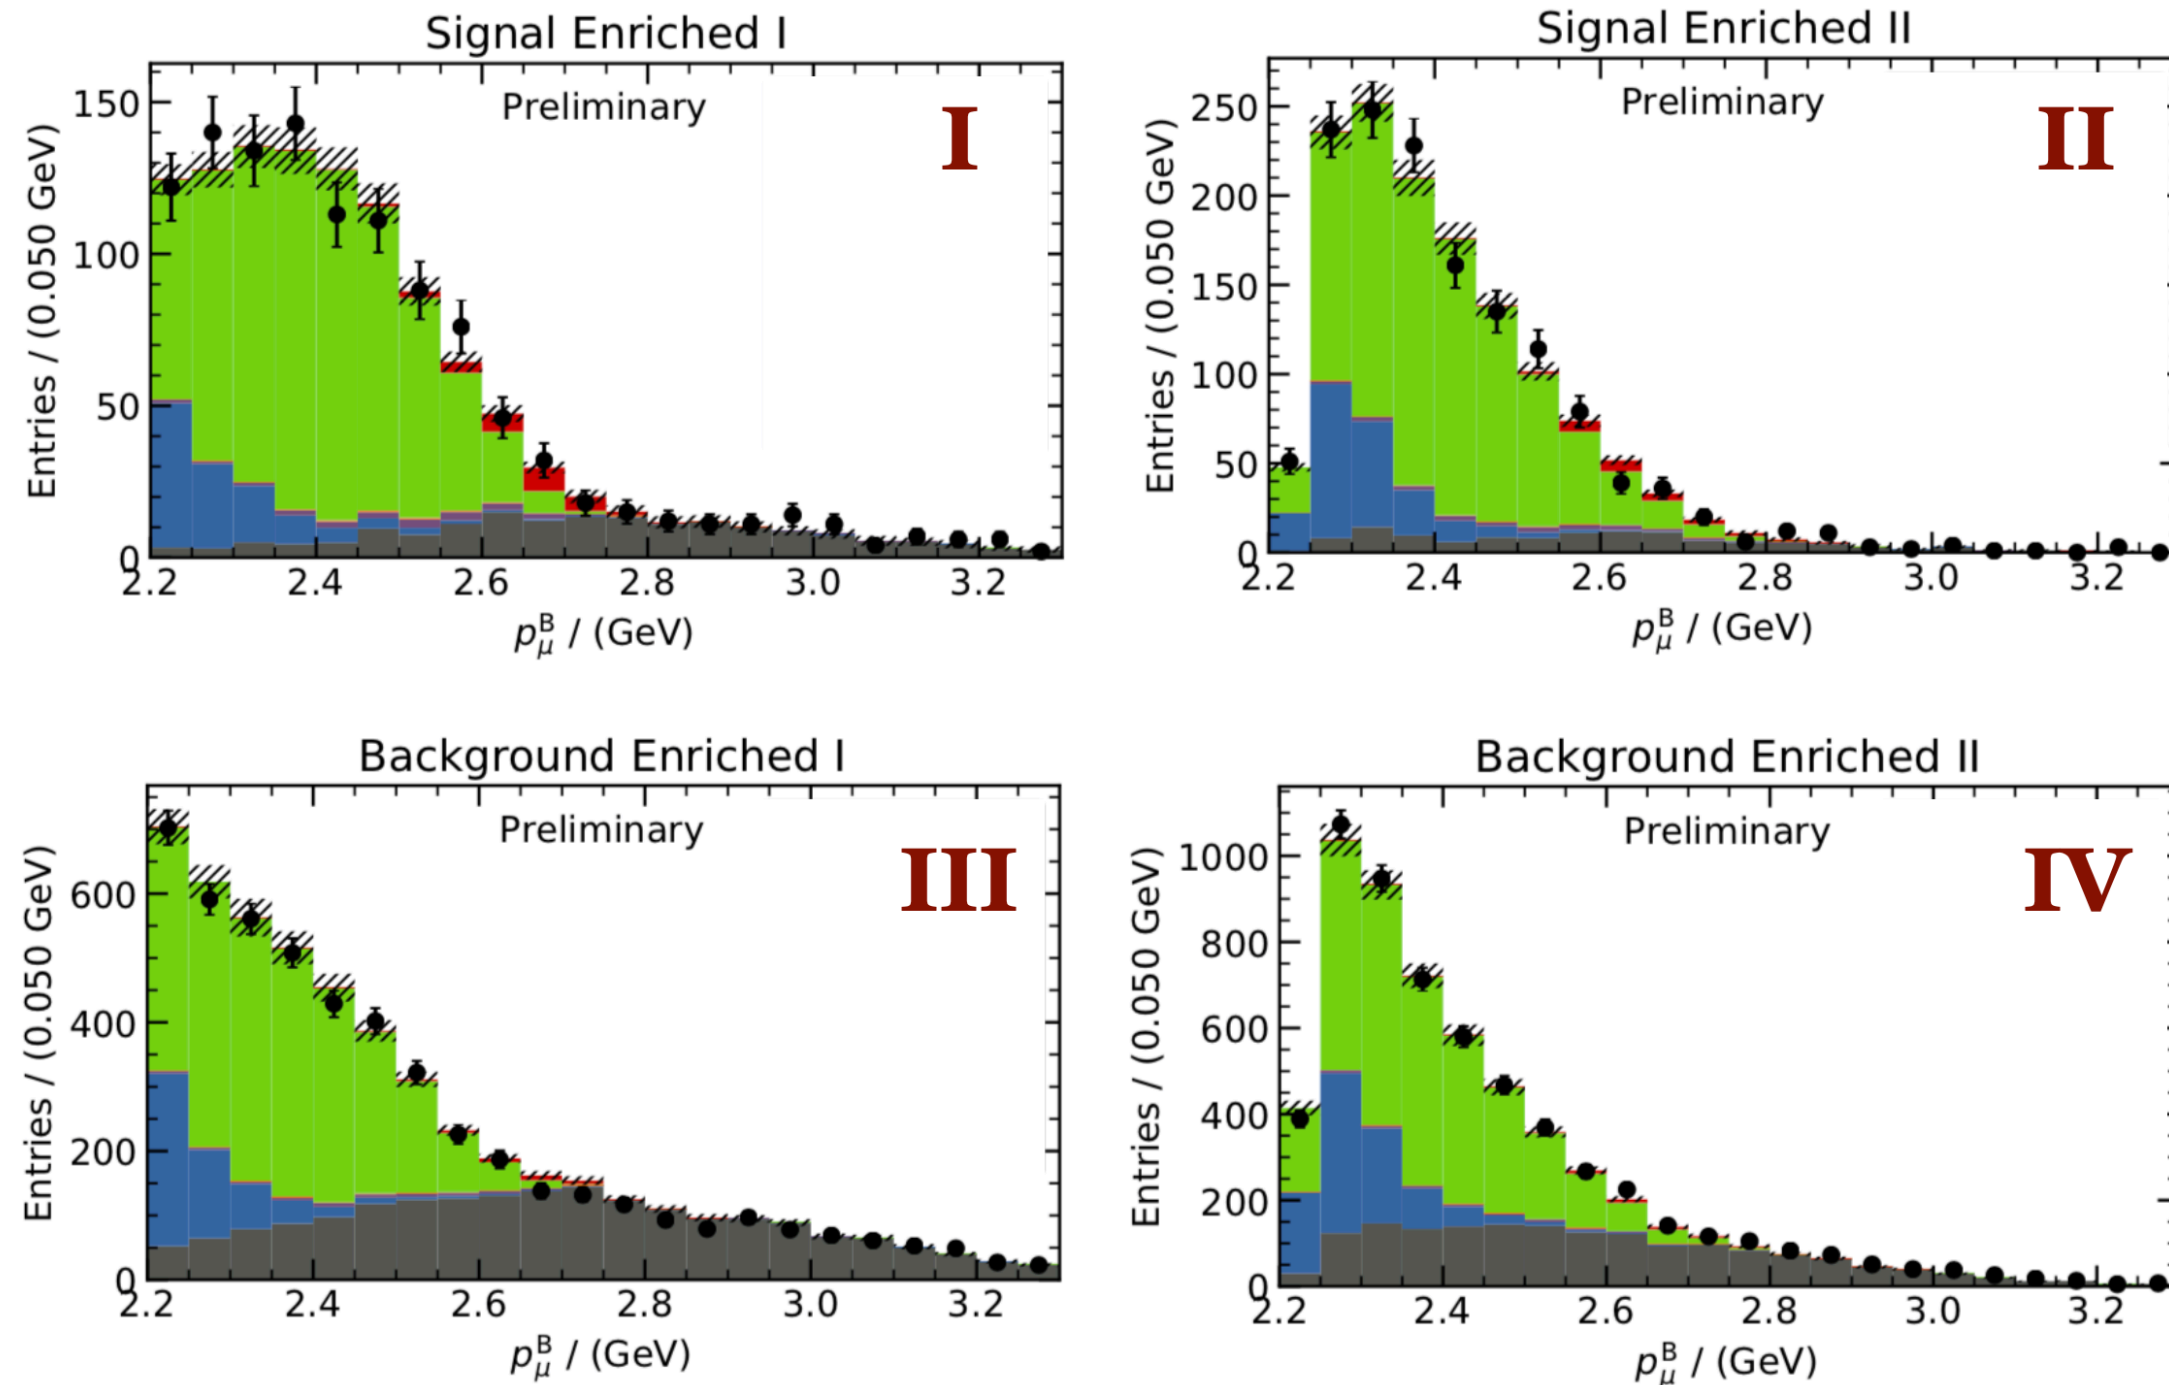 Signal Enriched I
Preliminary
I
150
100
50
0
2.2 2.4 2.6 2.8 3.0 3.2
Entries / (0.050 GeV)
p_μ^B / (GeV)
Signal Enriched II
Preliminary
II
250
200
150
100
50
0
2.2 2.4 2.6 2.8 3.0 3.2
Entries / (0.050 GeV)
p_μ^B / (GeV)
Background Enriched I
Preliminary
III
600
400
200
0
2.2 2.4 2.6 2.8 3.0 3.2
Entries / (0.050 GeV)
p_μ^B / (GeV)
Background Enriched II
Preliminary
IV
1000
800
600
400
200
0
2.2 2.4 2.6 2.8 3.0 3.2
Entries / (0.050 GeV)
p_μ^B / (GeV)